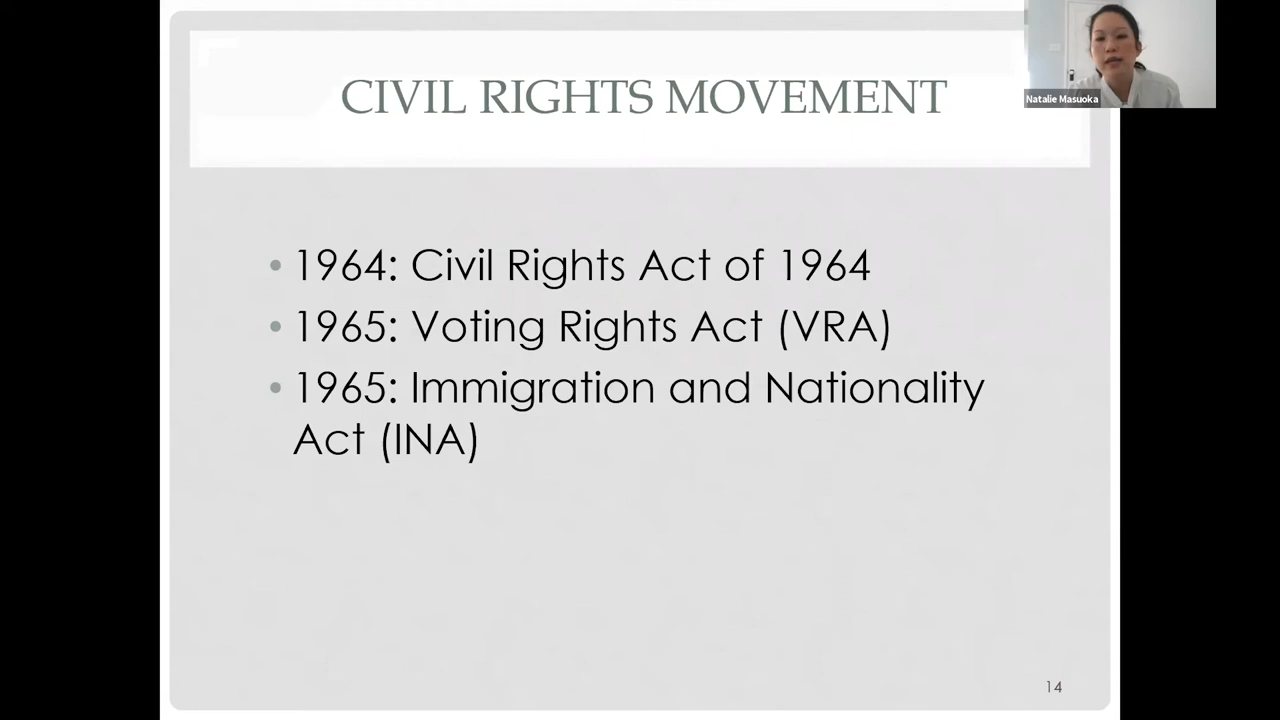 CIVIL RIGHTS MOVEMENT
Natalie Masuoka
• 1964: Civil Rights Act of 1964
• 1965: Voting Rights Act (VRA)
• 1965: Immigration and Nationality
Act (INA)
14